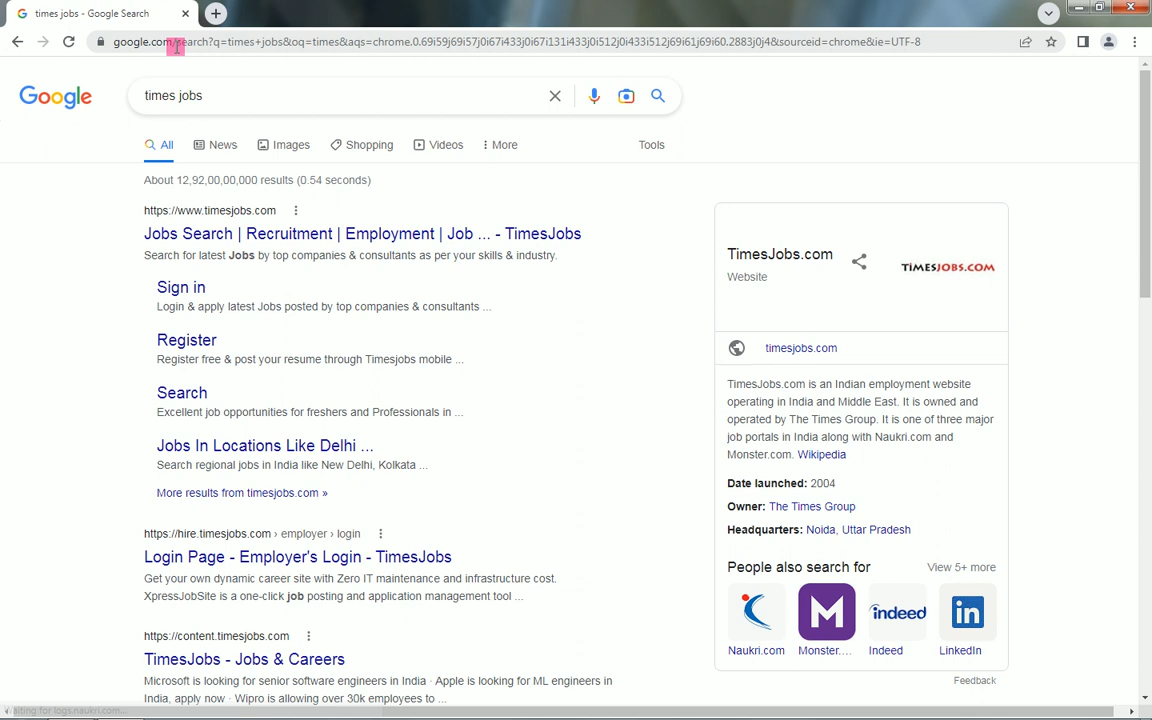 times jobs - Google Search
google.com/search?q=times+jobs&oq=times&aqs=chrome.0.69i59j69i57j0i67i433j0i67i131i433j0i512j0i433i512j69i61j69i60.2883j0j4&sourceid=chrome&ie=UTF-8
Google
times jobs
All News Images Shopping Videos More Tools
About 12,92,00,00,000 results (0.54 seconds)
https://www.timesjobs.com
Jobs Search | Recruitment | Employment | Job ... - TimesJobs
Search for latest Jobs by top companies & consultants as per your skills & industry.
Sign in
Login & apply latest Jobs posted by top companies & consultants ...
Register
Register free & post your resume through Timesjobs mobile ...
Search
Excellent job opportunities for freshers and Professionals in ...
Jobs In Locations Like Delhi ...
Search regional jobs in India like New Delhi, Kolkata ...
More results from timesjobs.com »
https://hire.timesjobs.com › employer › login
Login Page - Employer's Login - TimesJobs
Get your own dynamic career site with Zero IT maintenance and infrastructure cost.
XpressJobSite is a one-click job posting and application management tool ...
https://content.timesjobs.com
TimesJobs - Jobs & Careers
Microsoft is looking for senior software engineers in India · Apple is looking for ML engineers in
India, apply now · Wipro is allowing over 30k employees to ...
TimesJobs.com
Website
TIMESJOBS.COM
timesjobs.com
TimesJobs.com is an Indian employment website
operating in India and Middle East. It is owned and
operated by The Times Group. It is one of three major
job portals in India along with Naukri.com and
Monster.com. Wikipedia
Date launched: 2004
Owner: The Times Group
Headquarters: Noida, Uttar Pradesh
People also search for View 5+ more
M indeed in
Naukri.com Monster.... Indeed LinkedIn
Feedback
aiting for logs.naukri.com...